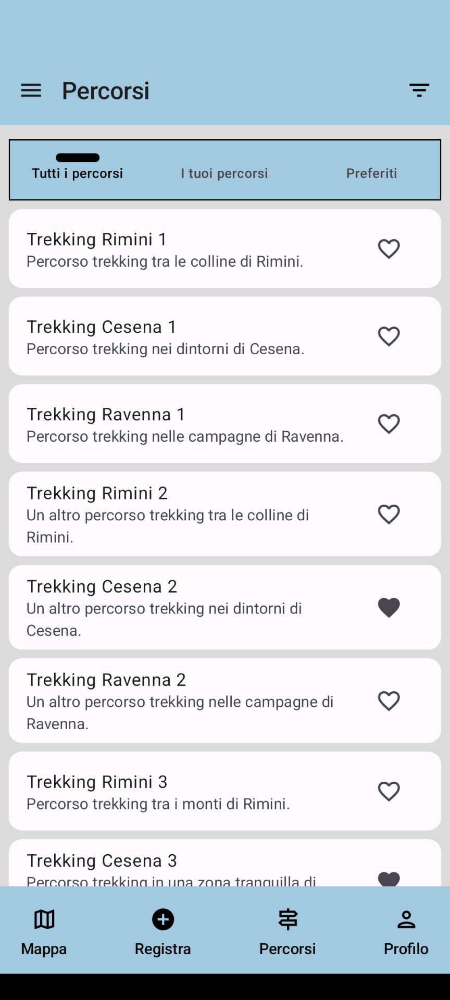 Percorsi
Tutti i percorsi
I tuoi percorsi
Preferiti
Trekking Rimini 1
Percorso trekking tra le colline di Rimini.
Trekking Cesena 1
Percorso trekking nei dintorni di Cesena.
Trekking Ravenna 1
Percorso trekking nelle campagne di Ravenna.
Trekking Rimini 2
Un altro percorso trekking tra le colline di
Rimini.
Trekking Cesena 2
Un altro percorso trekking nei dintorni di
Cesena.
Trekking Ravenna 2
Un altro percorso trekking nelle campagne di
Ravenna.
Trekking Rimini 3
Percorso trekking tra i monti di Rimini.
Trekking Cesena 3
Percorso trekking in una zona tranquilla di
Mappa
Registra
Percorsi
Profilo